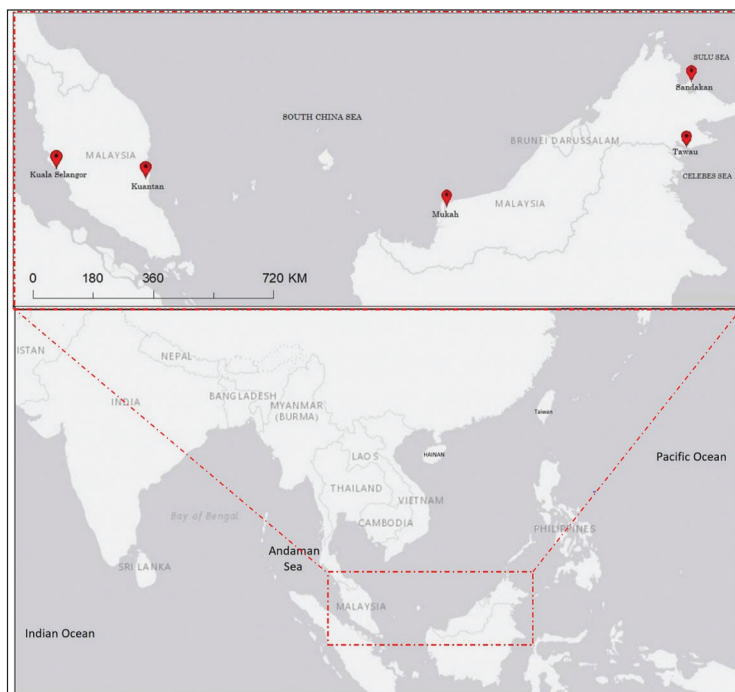 SULU SEA
Sandakan
SOUTH CHINA SEA
BRUNEI DARUSSALAM
Tawau
MALAYSIA
Kuala Selangor
Kuantan
CELEBES SEA
Mukah
MALAYSIA
0 180 360 720 KM
ISTAN
NEPAL
INDIA
BANGLADESH
MYANMAR
(BURMA)
Taiwan
HAINAN
Pacific Ocean
LAOS
THAILAND
VIETNAM
Bay of Bengal
CAMBODIA
PHILIPPINES
Andaman
Sea
SRI LANKA
MALAYSIA
Indian Ocean